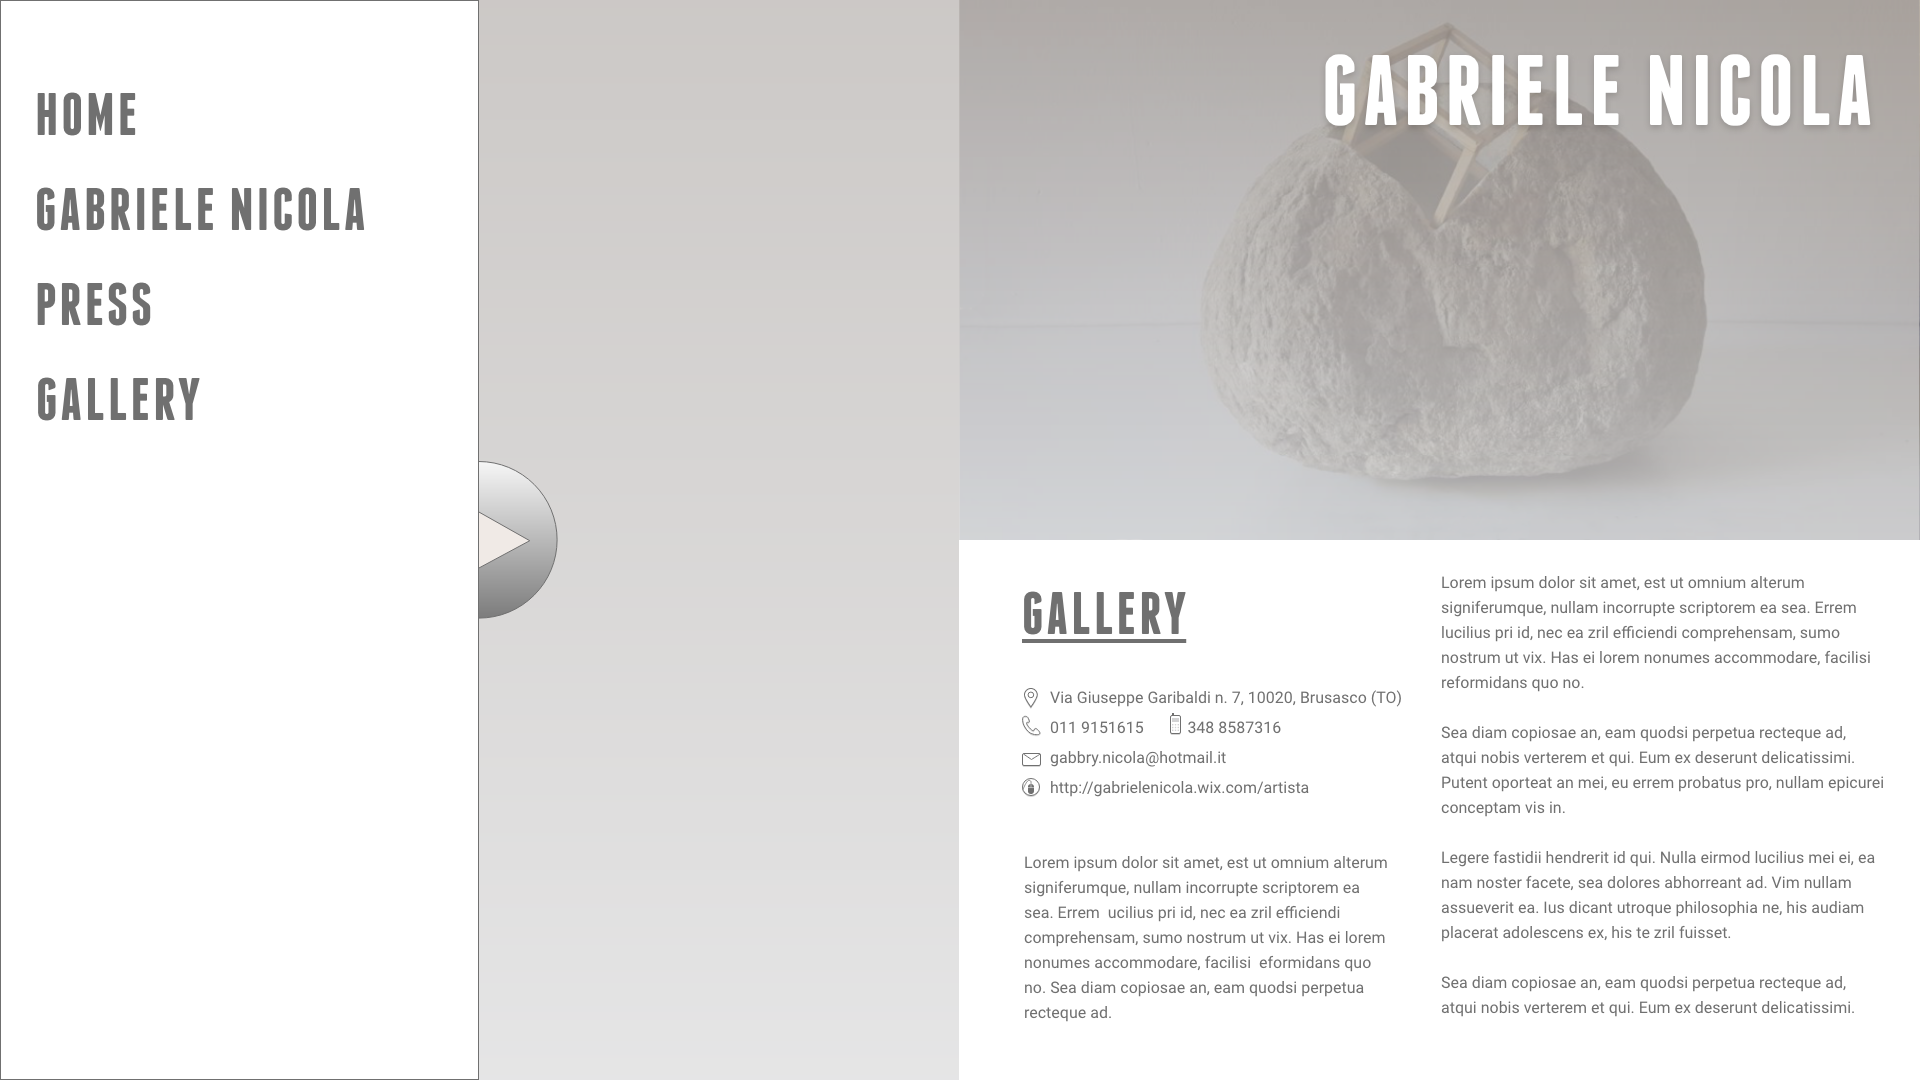 HOME
GABRIELE NICOLA
PRESS
GALLERY
GABRIELE NICOLA
GALLERY
Via Giuseppe Garibaldi n. 7, 10020, Brusasco (TO)
011 9151615 348 8587316
gabbry.nicola@hotmail.it
http://gabrielenicola.wix.com/artista
Lorem ipsum dolor sit amet, est ut omnium alterum
signiferumque, nullam incorrupte scriptorem ea
sea. Errem  ucilius pri id, nec ea zril efficiendi
comprehensam, sumo nostrum ut vix. Has ei lorem
nonumes accommodare, facilisi  eformidans quo
no. Sea diam copiosae an, eam quodsi perpetua
recteque ad.
Lorem ipsum dolor sit amet, est ut omnium alterum
signiferumque, nullam incorrupte scriptorem ea sea. Errem
lucilius pri id, nec ea zril efficiendi comprehensam, sumo
nostrum ut vix. Has ei lorem nonumes accommodare, facilisi
reformidans quo no.
Sea diam copiosae an, eam quodsi perpetua recteque ad,
atqui nobis verterem et qui. Eum ex deserunt delicatissimi.
Putent oporteat an mei, eu errem probatus pro, nullam epicurei
conceptam vis in.
Legere fastidii hendrerit id qui. Nulla eirmod lucilius mei ei, ea
nam noster facete, sea dolores abhorreant ad. Vim nullam
assueverit ea. Ius dicant utroque philosophia ne, his audiam
placerat adolescens ex, his te zril fuisset.
Sea diam copiosae an, eam quodsi perpetua recteque ad,
atqui nobis verterem et qui. Eum ex deserunt delicatissimi.